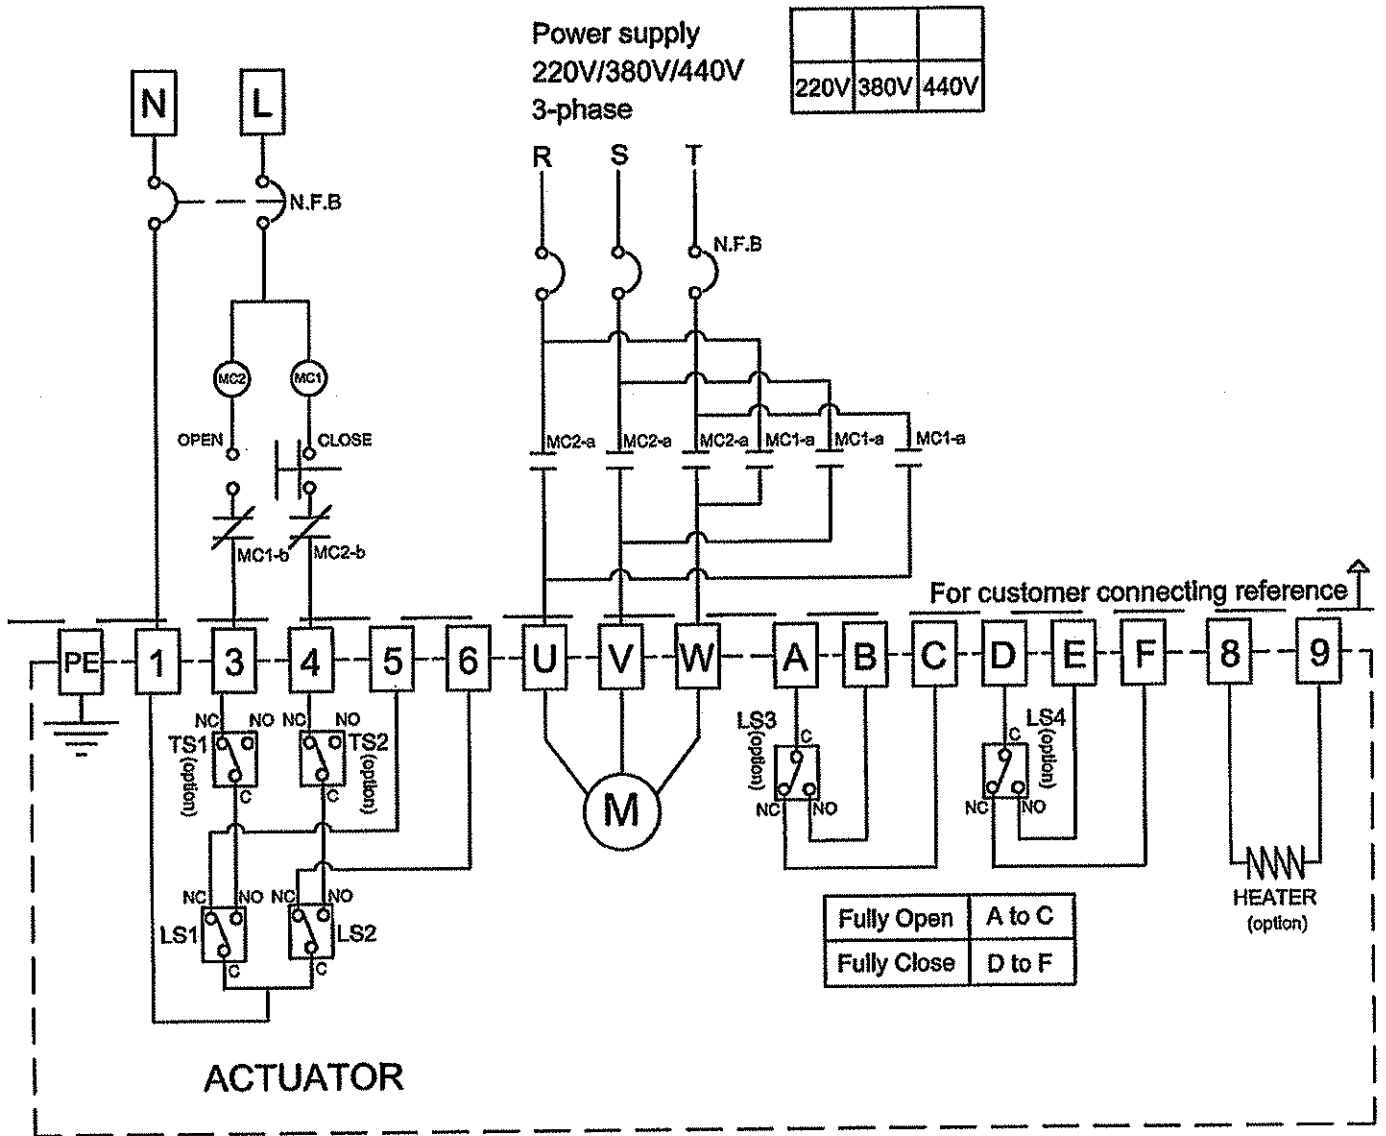 Power supply
220V/380V/440V
3-phase
220V 380V 440V
N L
R S T
N.F.B
N.F.B
MC2 MC1
OPEN CLOSE
MC2-a MC2-a MC2-a MC1-a MC1-a MC1-a
MC1-b MC2-b
For customer connecting reference
PE 1 3 4 5 6 U V W A B C D E F 8 9
NC NO NC NO
TS1 (option) TS2 (option)
C C
LS3 (option) C
NC NO
LS4 (option) C
NC NO
M
NC NO NC NO
LS1 LS2
C C
HEATER
(option)
Fully Open A to C
Fully Close D to F
ACTUATOR